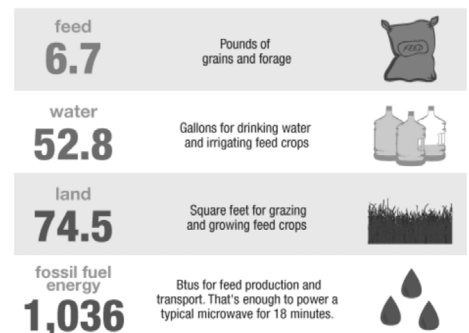 feed
6.7
Pounds of
grains and forage
water
52.8
Gallons for drinking water
and irrigating feed crops
land
74.5
Square feet for grazing
and growing feed crops
fossil fuel
energy
1,036
Btus for feed production and
transport. That's enough to power a
typical microwave for 18 minutes.